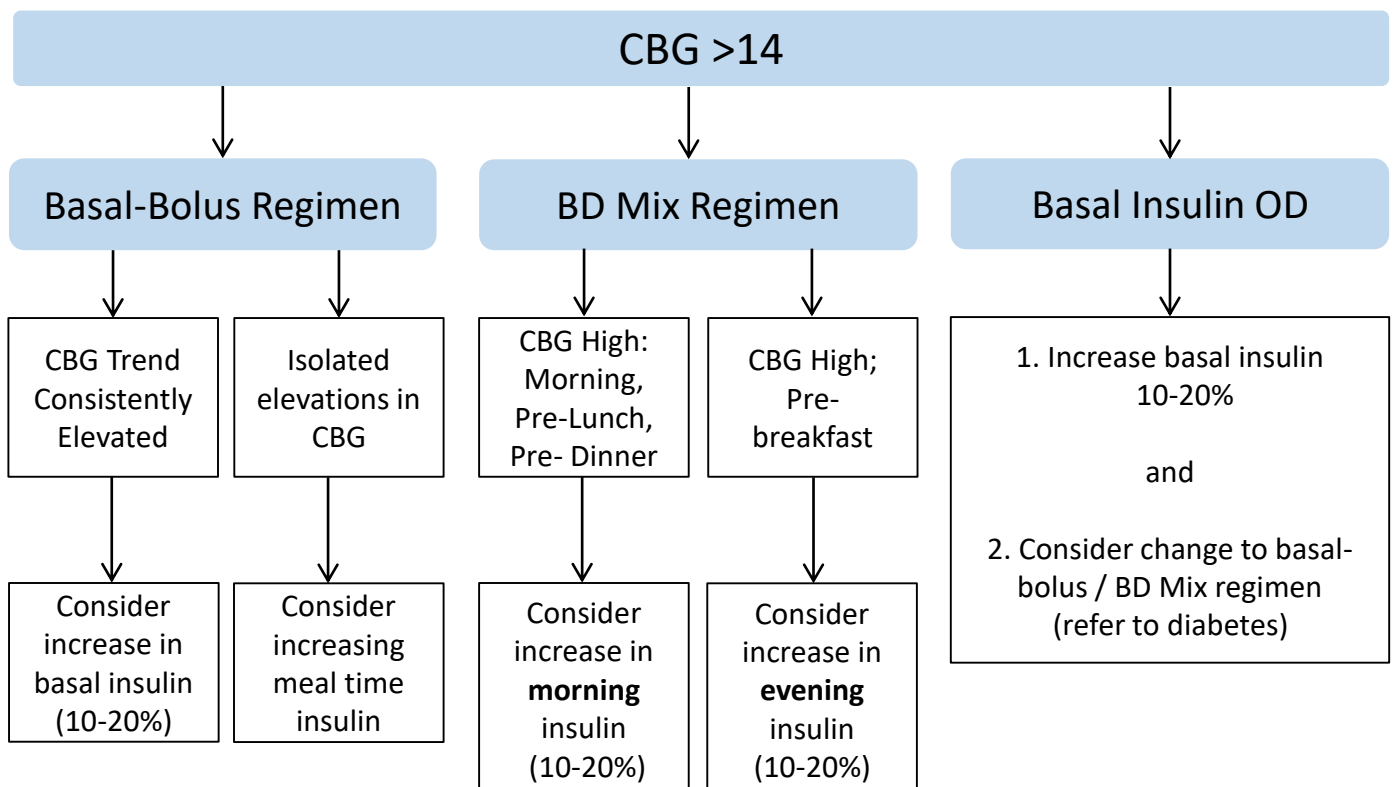 CBG >14
Basal-Bolus Regimen
BD Mix Regimen
Basal Insulin OD
CBG Trend
Consistently
Elevated
Isolated
elevations in
CBG
CBG High:
Morning,
Pre-Lunch,
Pre- Dinner
CBG High;
Pre-
breakfast
1. Increase basal insulin
10-20%
and
2. Consider change to basal-
bolus / BD Mix regimen
(refer to diabetes)
Consider
increase in
basal insulin
(10-20%)
Consider
increasing
meal time
insulin
Consider
increase in
morning
insulin
(10-20%)
Consider
increase in
evening
insulin
(10-20%)